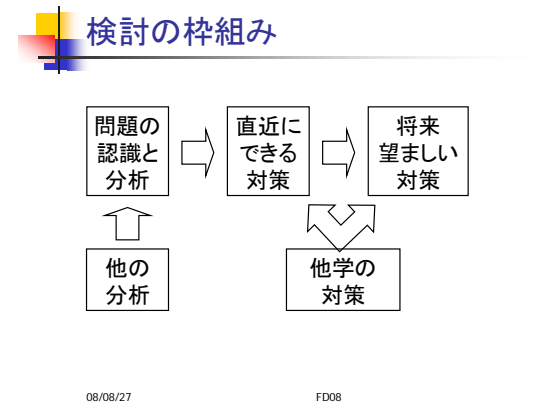 検討の枠組み
問題の
認識と
分析
直近に
できる
対策
将来
望ましい
対策
他の
分析
他学の
対策
08/08/27
FD08